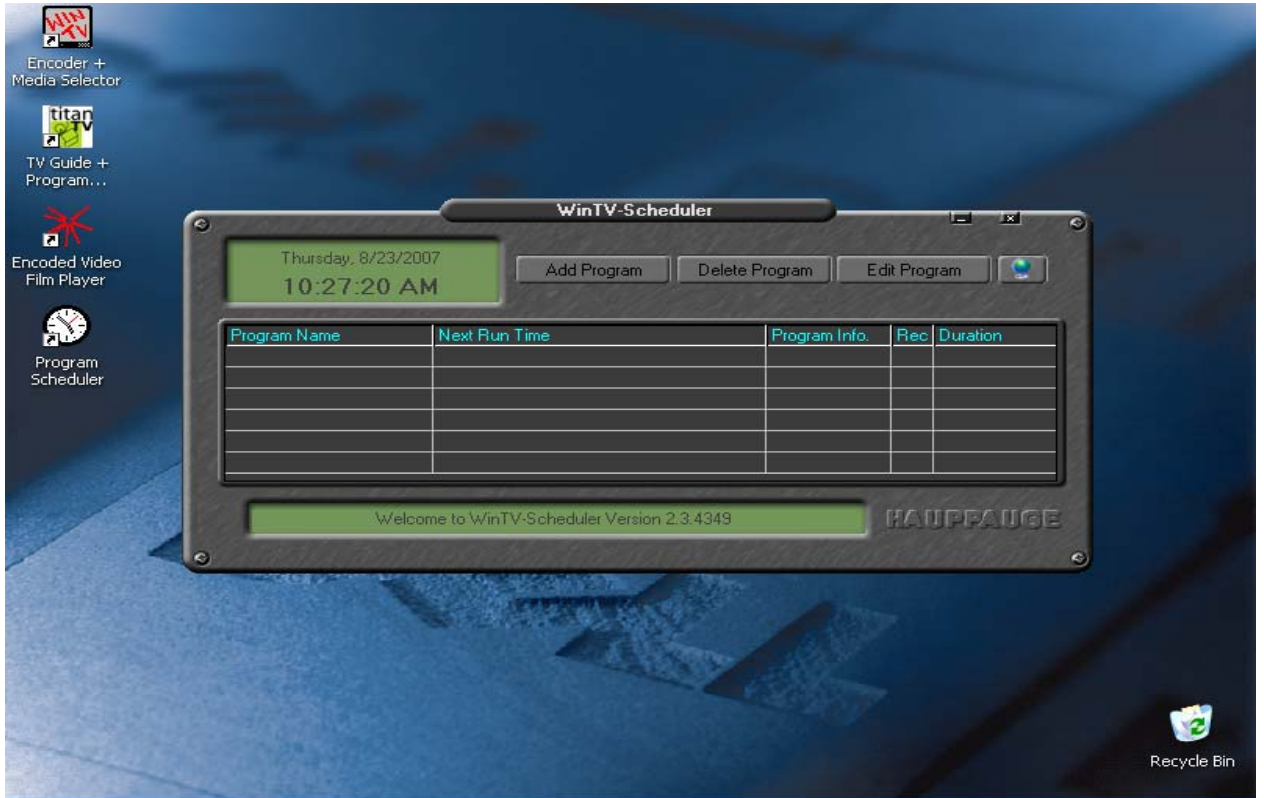 WIN
TV
Encoder +
Media Selector
titan
TV
TV Guide +
Program...
Encoded Video
Film Player
Program
Scheduler
WinTV-Scheduler
Thursday, 8/23/2007
10:27:20 AM
Add Program
Delete Program
Edit Program
Program Name
Next Run Time
Program Info.
Rec
Duration
Welcome to WinTV-Scheduler Version 2.3.4349
HAUPPAUGE
Recycle Bin